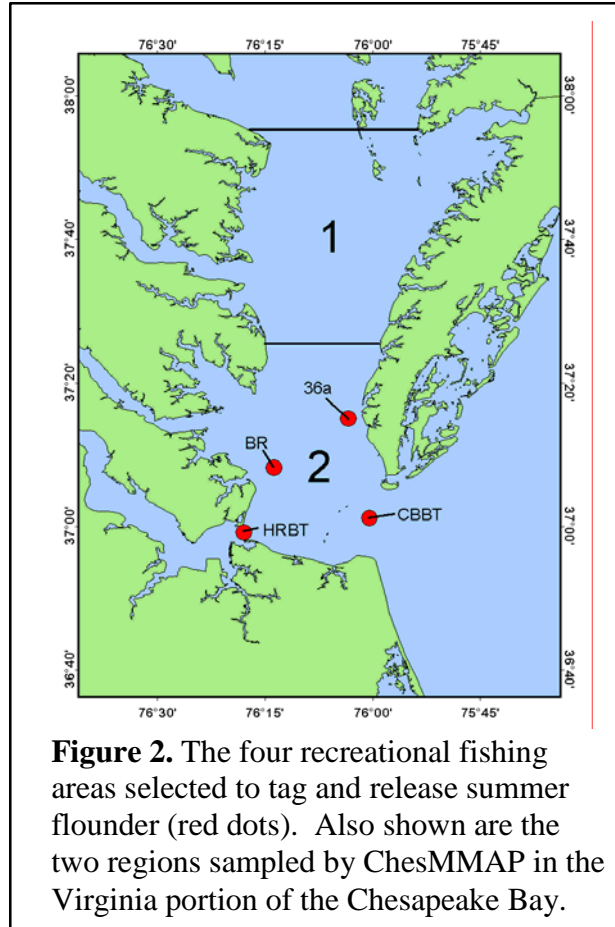 76°30' 76°15' 76°00' 75°45'
38°00' 38°00'
1
37°40' 37°40'
37°20' 37°20'
36a
BR
2
CBBT
37°00' HRBT 37°00'
36°40' 36°40'
76°30' 76°15' 76°00' 75°45'
Figure 2. The four recreational fishing
areas selected to tag and release summer
flounder (red dots). Also shown are the
two regions sampled by ChesMMAP in the
Virginia portion of the Chesapeake Bay.